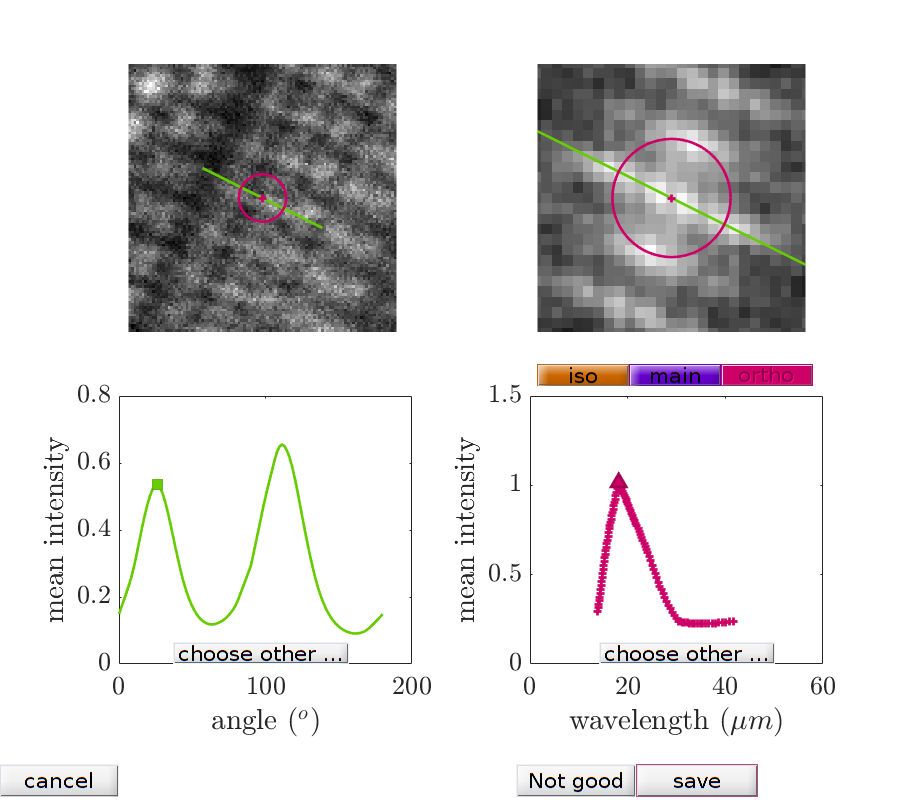 iso main ortho
0.8
0.6
0.4
0.2
0
mean intensity
0 100 200
choose other ...
angle (o)
1.5
1
0.5
0
mean intensity
0 20 40 60
choose other ...
wavelength (μm)
cancel Not good save